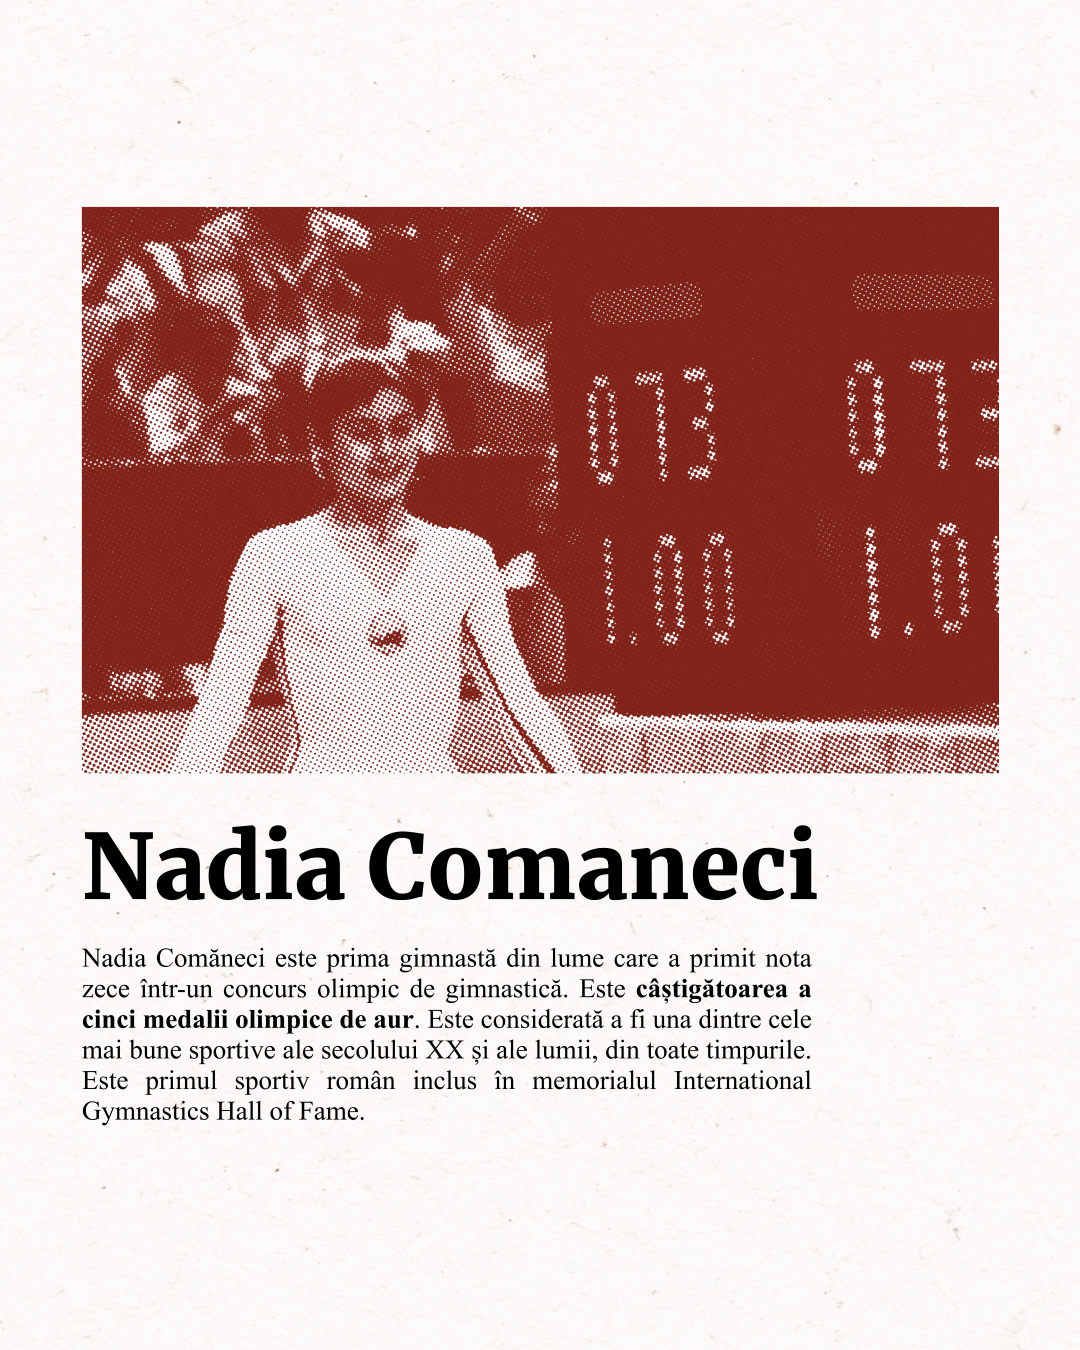 073
073
1.00
1.0
Nadia Comaneci
Nadia Comăneci este prima gimnastă din lume care a primit nota
zece într-un concurs olimpic de gimnastică. Este câștigătoarea a
cinci medalii olimpice de aur. Este considerată a fi una dintre cele
mai bune sportive ale secolului XX și ale lumii, din toate timpurile.
Este primul sportiv român inclus în memorialul International
Gymnastics Hall of Fame.